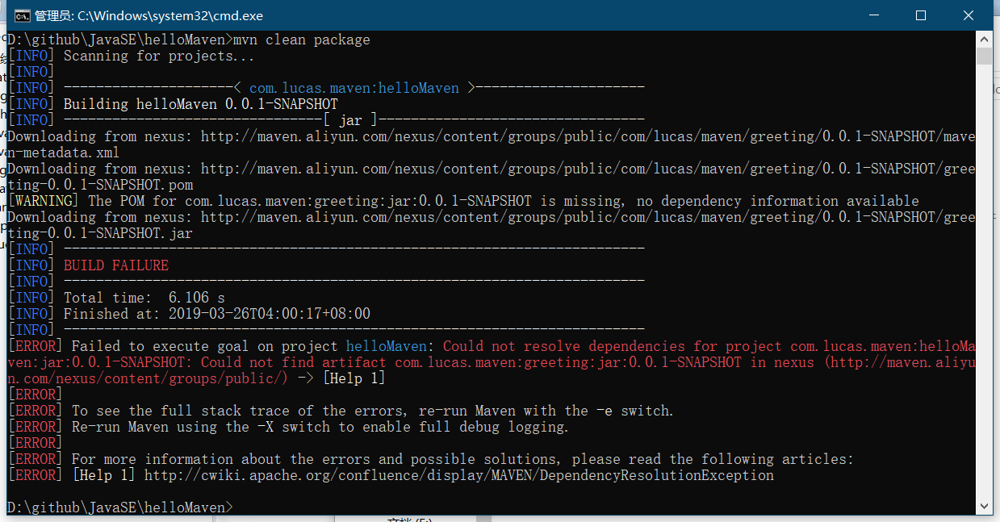 管理员: C:\Windows\system32\cmd.exe
D:\github\JavaSE\helloMaven>mvn clean package
[INFO] Scanning for projects...
[INFO]
[INFO] ---------------------< com.lucas.maven:helloMaven >---------------------
[INFO] Building helloMaven 0.0.1-SNAPSHOT
[INFO] --------------------------------[ jar ]---------------------------------
Downloading from nexus: http://maven.aliyun.com/nexus/content/groups/public/com/lucas/maven/greeting/0.0.1-SNAPSHOT/mave
n-metadata.xml
Downloading from nexus: http://maven.aliyun.com/nexus/content/groups/public/com/lucas/maven/greeting/0.0.1-SNAPSHOT/gree
ting-0.0.1-SNAPSHOT.pom
[WARNING] The POM for com.lucas.maven:greeting:jar:0.0.1-SNAPSHOT is missing, no dependency information available
Downloading from nexus: http://maven.aliyun.com/nexus/content/groups/public/com/lucas/maven/greeting/0.0.1-SNAPSHOT/gree
ting-0.0.1-SNAPSHOT.jar
[INFO] ------------------------------------------------------------------------
[INFO] BUILD FAILURE
[INFO] ------------------------------------------------------------------------
[INFO] Total time:  6.106 s
[INFO] Finished at: 2019-03-26T04:00:17+08:00
[INFO] ------------------------------------------------------------------------
[ERROR] Failed to execute goal on project helloMaven: Could not resolve dependencies for project com.lucas.maven:helloMa
ven:jar:0.0.1-SNAPSHOT: Could not find artifact com.lucas.maven:greeting:jar:0.0.1-SNAPSHOT in nexus (http://maven.aliyu
n.com/nexus/content/groups/public/) -> [Help 1]
[ERROR]
[ERROR] To see the full stack trace of the errors, re-run Maven with the -e switch.
[ERROR] Re-run Maven using the -X switch to enable full debug logging.
[ERROR]
[ERROR] For more information about the errors and possible solutions, please read the following articles:
[ERROR] [Help 1] http://cwiki.apache.org/confluence/display/MAVEN/DependencyResolutionException
D:\github\JavaSE\helloMaven>